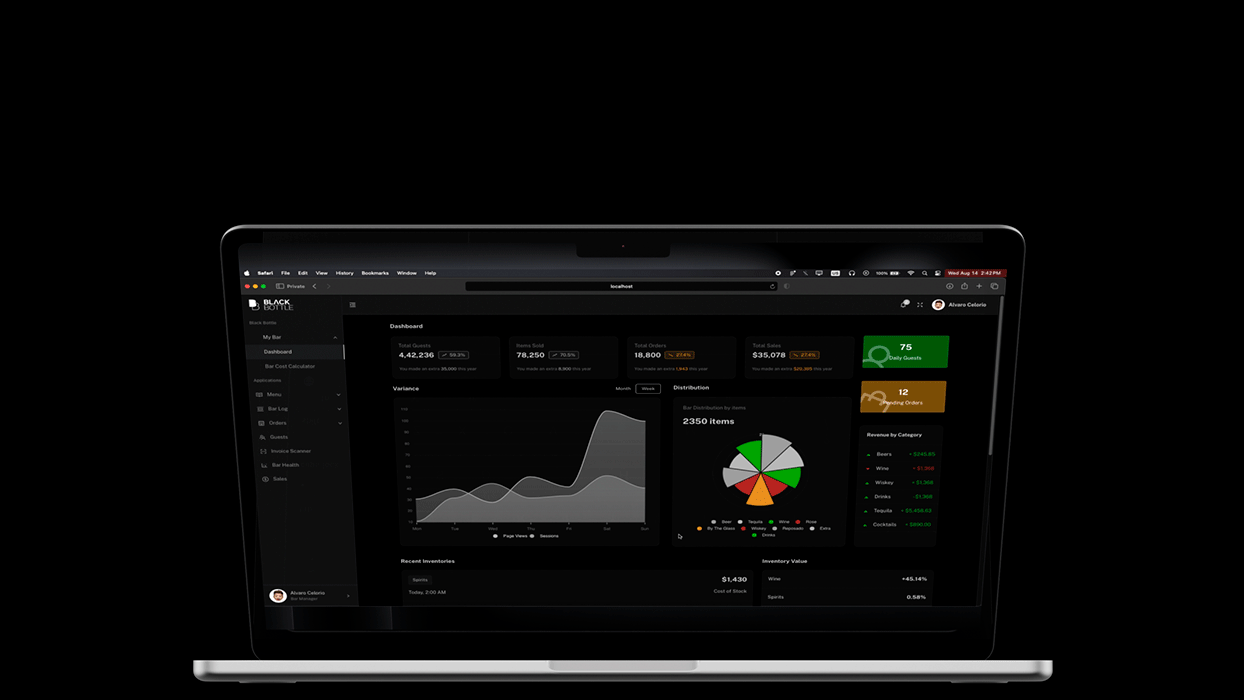 Safari File Edit View History Bookmarks Window Help
100% Wed Aug 14 2:42PM
Private
localhost
BLACK
BOTTLE
Alvaro Celorio
Black Bottle
My Bar
Dashboard
Bar Cost Calculator
Applications
Menu
Bar Log
Orders
Guests
Invoice Scanner
Bar Health
Sales
Alvaro Celorio
Bar Manager
Dashboard
Total Guests
4,42,236 59.3%
You made an extra 35,000 this year
Items Sold
78,250 70.5%
You made an extra 8,900 this year
Total Orders
18,800 27.4%
You made an extra 1,943 this year
Total Sales
$35,078 27.4%
You made an extra $20,395 this year
75
Daily Guests
12
Pending Orders
Variance
Month Week
Mon Tue Wed Thu Fri Sat Sun
Page Views Sessions
Distribution
Bar Distribution by items
2350 items
Beer Tequila Wine Rose
By The Glass Wiskey Reposado Extra
Drinks
Revenue by Category
Beers + $245.85
Wine + $1,368
Wiskey + $1,368
Drinks -$1,368
Tequila + $5,458.63
Cocktails + $890.00
Recent Inventories
Spirits
Today, 2:00 AM
$1,430
Cost of Stock
Inventory Value
Wine +45.14%
Spirits 0.58%